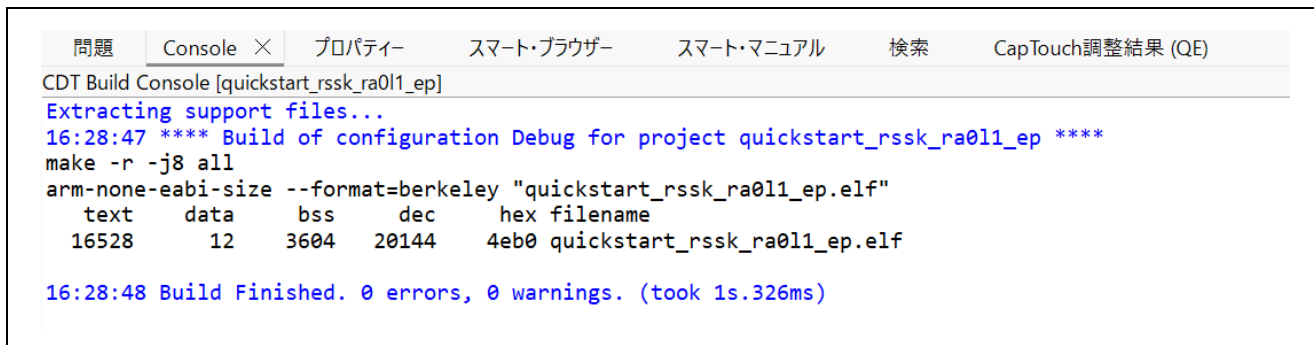 問題 Console × プロパティー スマート・ブラウザー スマート・マニュアル 検索 CapTouch調整結果 (QE)
CDT Build Console [quickstart_rssk_ra0l1_ep]
Extracting support files...
16:28:47 **** Build of configuration Debug for project quickstart_rssk_ra0l1_ep ****
make -r -j8 all
arm-none-eabi-size --format=berkeley "quickstart_rssk_ra0l1_ep.elf"
text data bss dec hex filename
16528 12 3604 20144 4eb0 quickstart_rssk_ra0l1_ep.elf
16:28:48 Build Finished. 0 errors, 0 warnings. (took 1s.326ms)